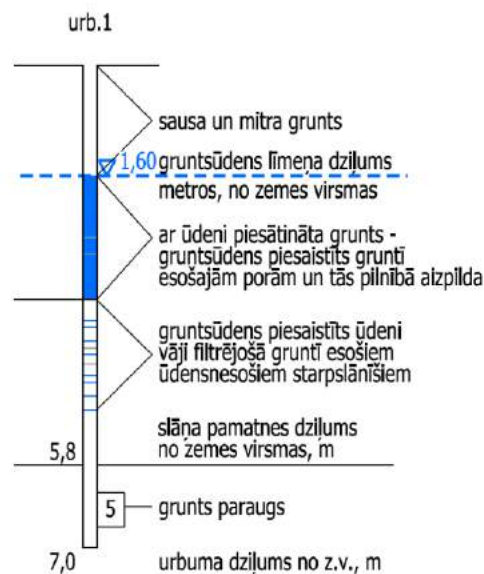 urb.1
sausa un mitra grunts
1,60 gruntsūdens līmeņa dziļums
metros, no zemes virsmas
ar ūdeni piesātināta grunts -
gruntsūdens piesaistīts gruntī
esošajām porām un tās pilnībā aizpilda
gruntsūdens piesaistīts ūdeni
vāji filtrējošā gruntī esošiem
ūdensnesošiem starpslānīšiem
slāņa pamatnes dziļums
5,8 no zemes virsmas, m
5 grunts paraugs
7,0 urbuma dziļums no z.v., m